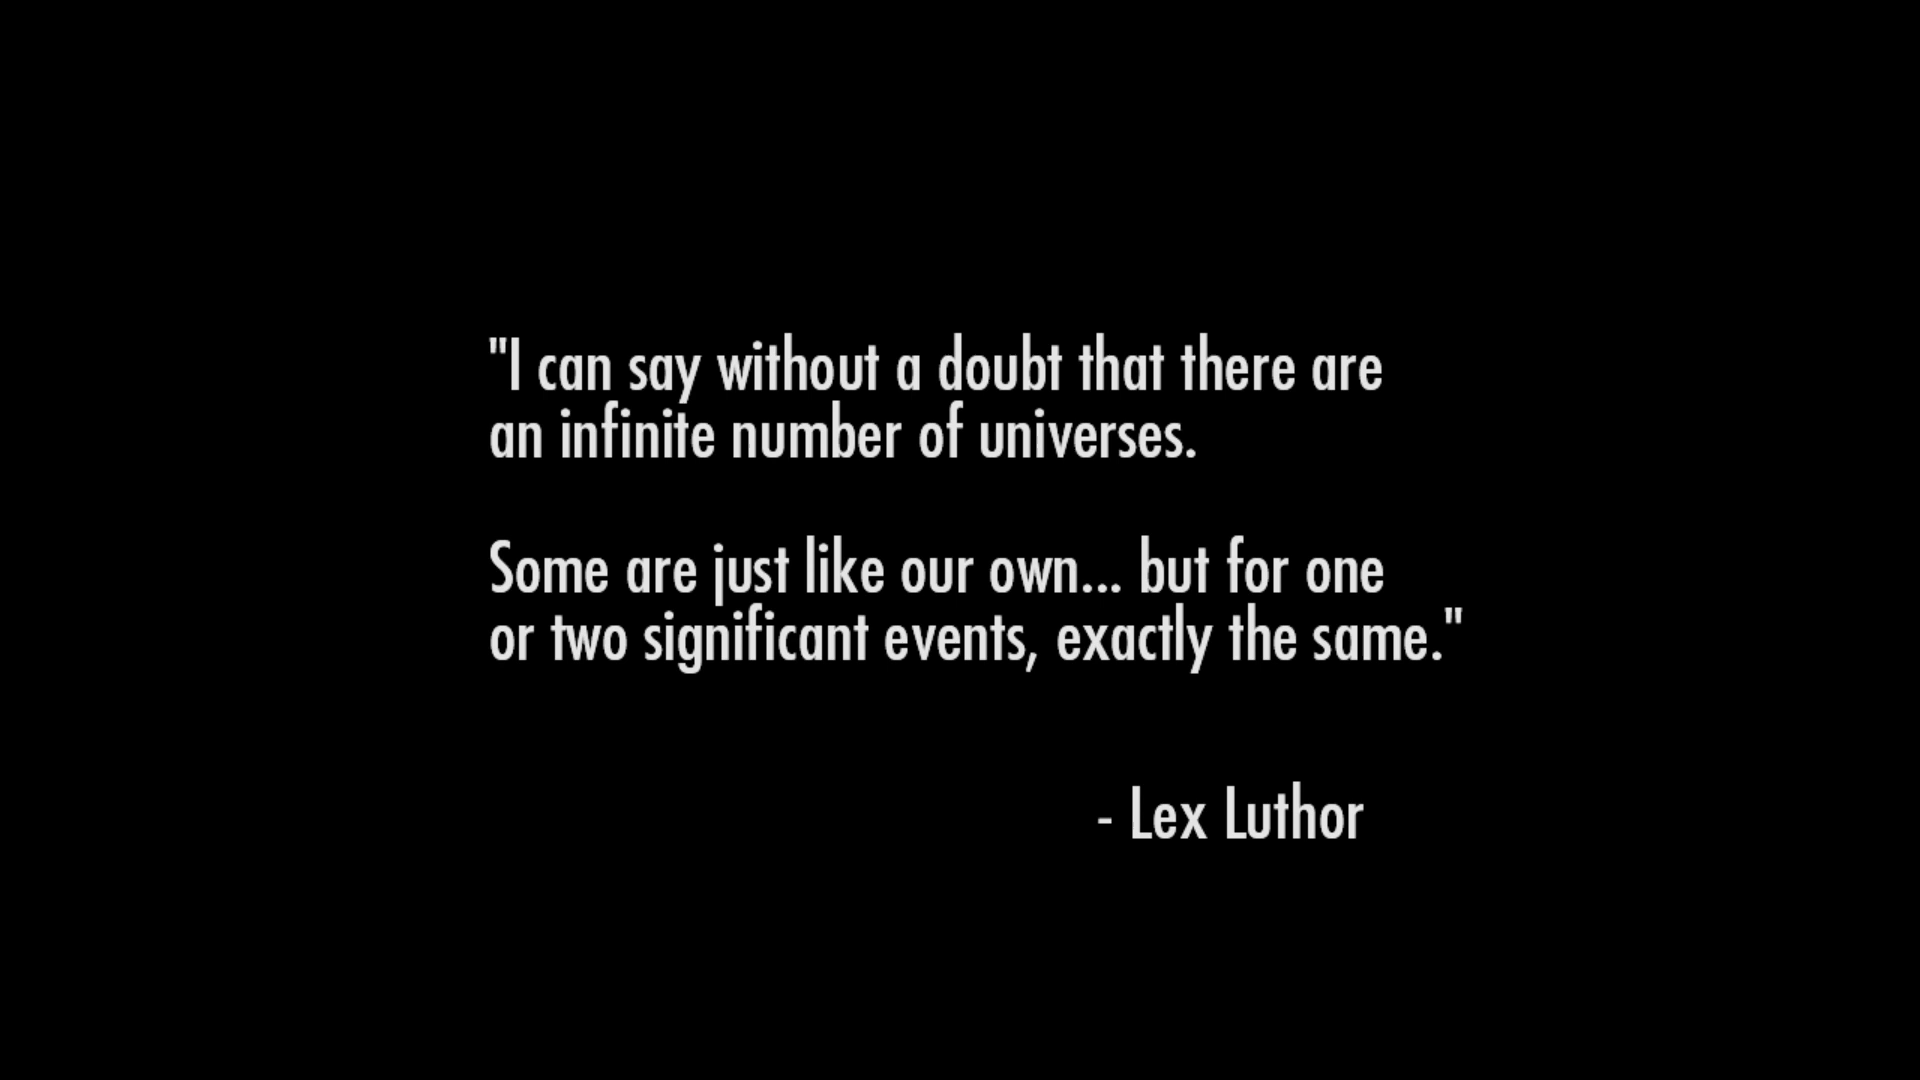 "I can say without a doubt that there are
an infinite number of universes.
Some are just like our own... but for one
or two significant events, exactly the same."
- Lex Luthor